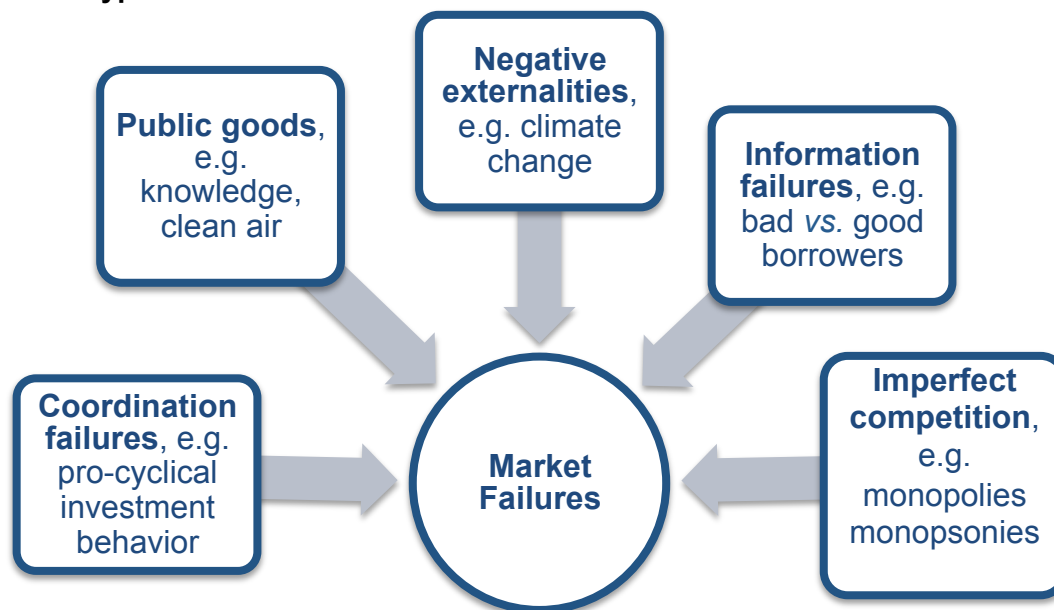 Negative
externalities,
e.g. climate
change
Public goods,
e.g.
knowledge,
clean air
Information
failures, e.g.
bad vs. good
borrowers
Coordination
failures, e.g.
pro-cyclical
investment
behavior
Market
Failures
Imperfect
competition,
e.g.
monopolies
monopsonies